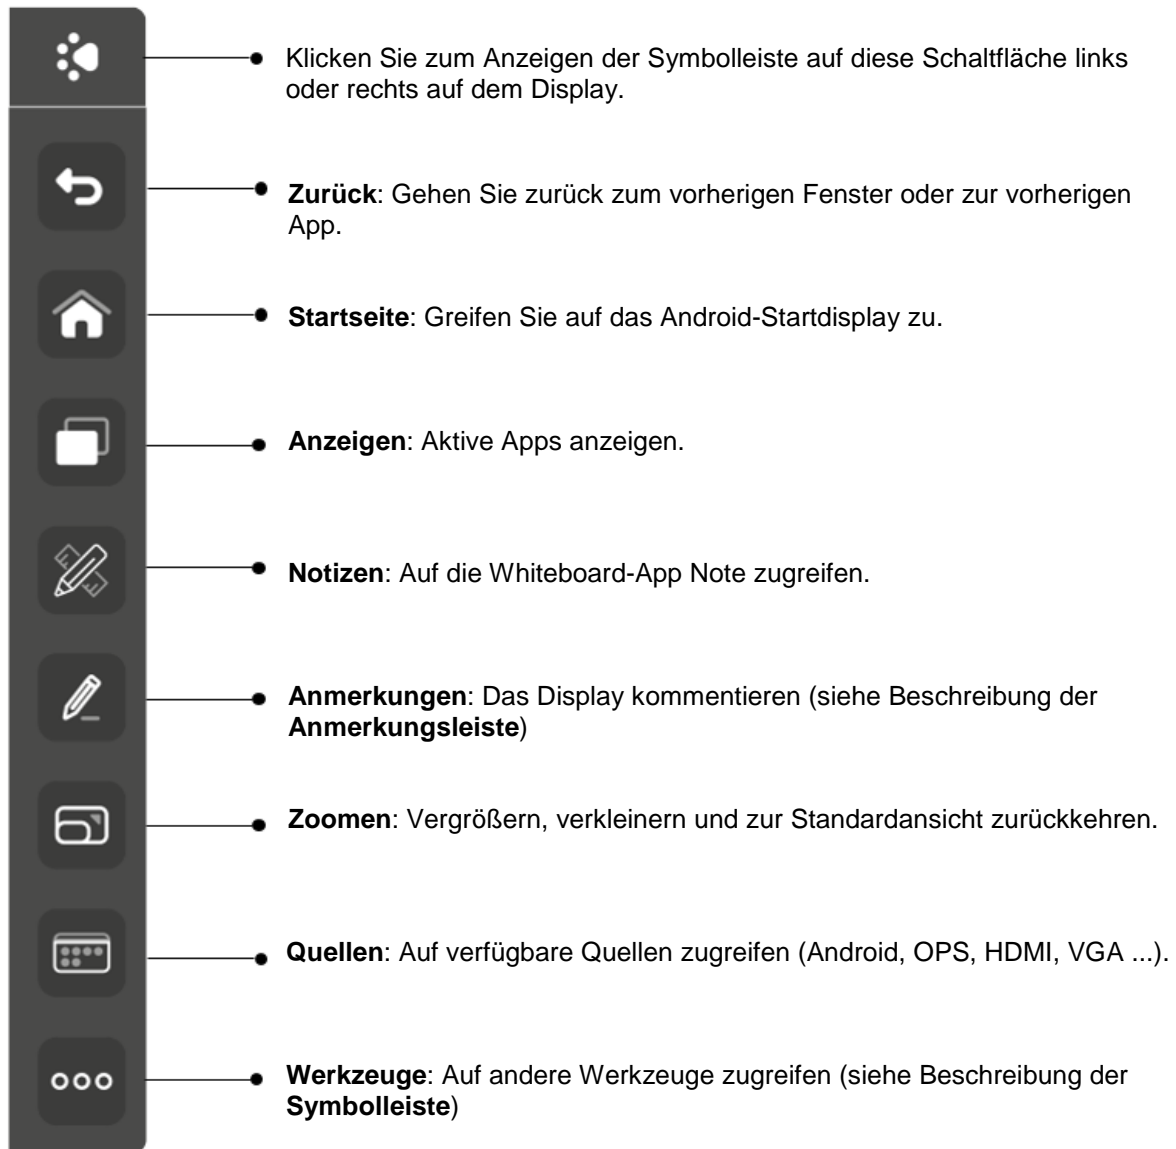 Klicken Sie zum Anzeigen der Symbolleiste auf diese Schaltfläche links
oder rechts auf dem Display.
Zurück: Gehen Sie zurück zum vorherigen Fenster oder zur vorherigen
App.
Startseite: Greifen Sie auf das Android-Startdisplay zu.
Anzeigen: Aktive Apps anzeigen.
Notizen: Auf die Whiteboard-App Note zugreifen.
Anmerkungen: Das Display kommentieren (siehe Beschreibung der
Anmerkungsleiste)
Zoomen: Vergrößern, verkleinern und zur Standardansicht zurückkehren.
Quellen: Auf verfügbare Quellen zugreifen (Android, OPS, HDMI, VGA ...).
Werkzeuge: Auf andere Werkzeuge zugreifen (siehe Beschreibung der
Symbolleiste)